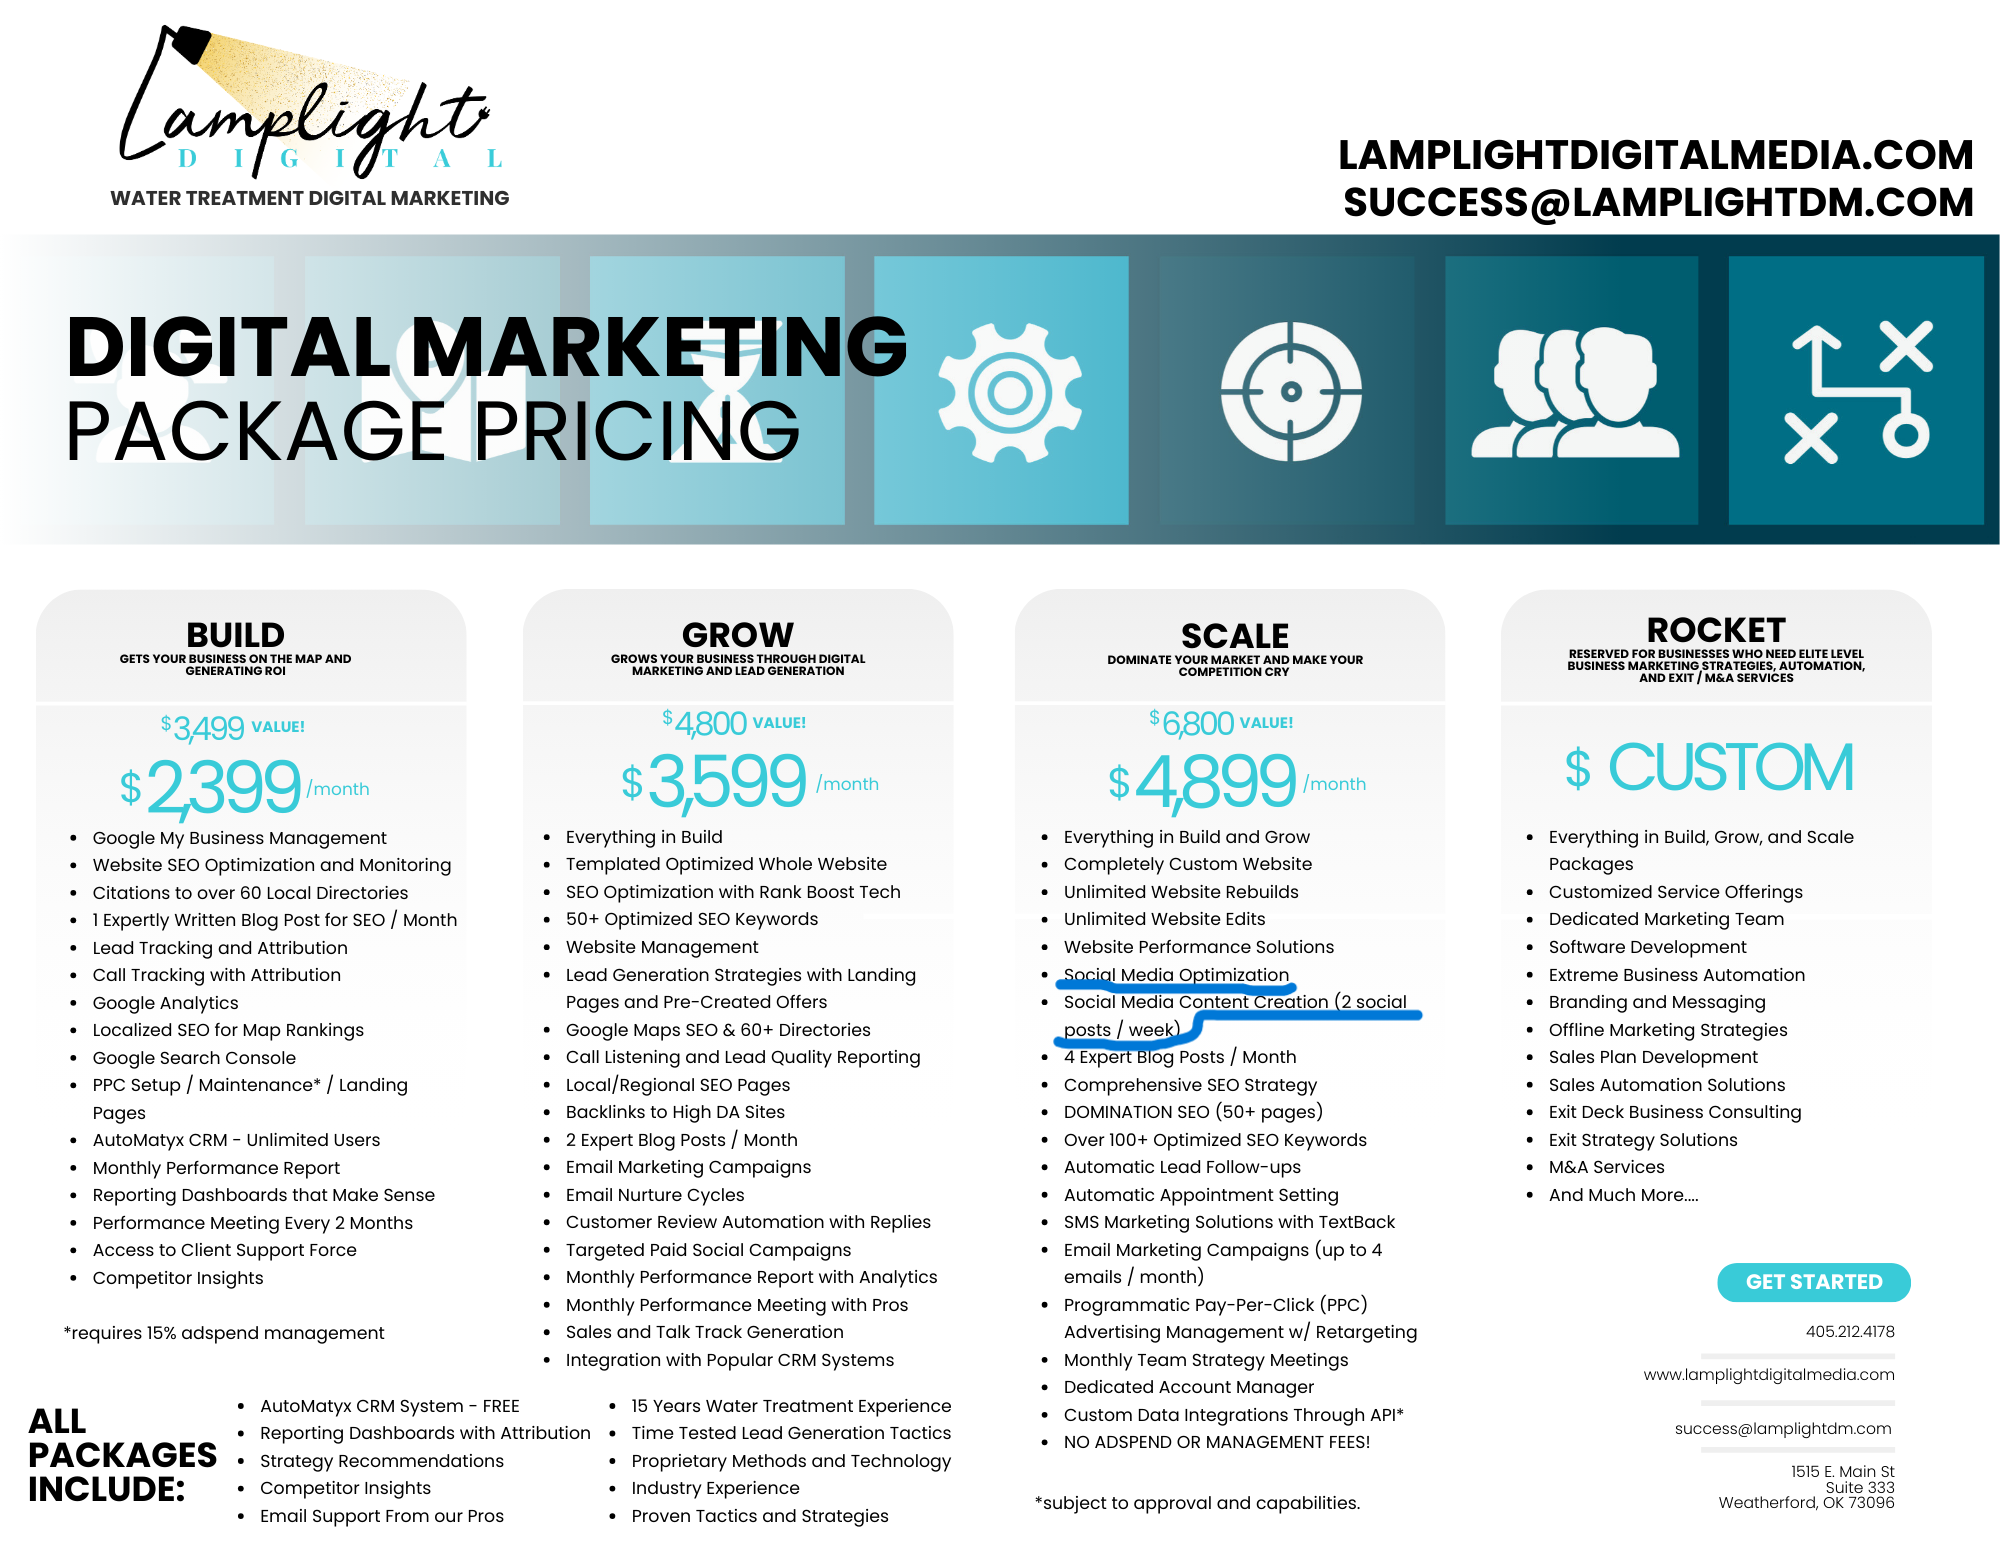 Lamplight
DIGITAL
WATER TREATMENT DIGITAL MARKETING
LAMPLIGHTDIGITALMEDIA.COM
SUCCESS@LAMPLIGHTDM.COM
DIGITAL MARKETING
PACKAGE PRICING
BUILD
GETS YOUR BUSINESS ON THE MAP AND
GENERATING ROI
$3,499 VALUE!
$2,399/month
• Google My Business Management
• Website SEO Optimization and Monitoring
• Citations to over 60 Local Directories
• 1 Expertly Written Blog Post for SEO / Month
• Lead Tracking and Attribution
• Call Tracking with Attribution
• Google Analytics
• Localized SEO for Map Rankings
• Google Search Console
• PPC Setup / Maintenance* / Landing
Pages
• AutoMatyx CRM - Unlimited Users
• Monthly Performance Report
• Reporting Dashboards that Make Sense
• Performance Meeting Every 2 Months
• Access to Client Support Force
• Competitor Insights
*requires 15% adspend management
GROW
GROWS YOUR BUSINESS THROUGH DIGITAL
MARKETING AND LEAD GENERATION
$4,800 VALUE!
$3,599 /month
• Everything in Build
• Templated Optimized Whole Website
• SEO Optimization with Rank Boost Tech
• 50+ Optimized SEO Keywords
• Website Management
• Lead Generation Strategies with Landing
Pages and Pre-Created Offers
• Google Maps SEO & 60+ Directories
• Call Listening and Lead Quality Reporting
• Local/Regional SEO Pages
• Backlinks to High DA Sites
• 2 Expert Blog Posts / Month
• Email Marketing Campaigns
• Email Nurture Cycles
• Customer Review Automation with Replies
• Targeted Paid Social Campaigns
• Monthly Performance Report with Analytics
• Monthly Performance Meeting with Pros
• Sales and Talk Track Generation
• Integration with Popular CRM Systems
SCALE
DOMINATE YOUR MARKET AND MAKE YOUR
COMPETITION CRY
$6,800 VALUE!
$4,899 /month
• Everything in Build and Grow
• Completely Custom Website
• Unlimited Website Rebuilds
• Unlimited Website Edits
• Website Performance Solutions
• Social Media Optimization
• Social Media Content Creation (2 social
posts / week)
• 4 Expert Blog Posts / Month
• Comprehensive SEO Strategy
• DOMINATION SEO (50+ pages)
• Over 100+ Optimized SEO Keywords
• Automatic Lead Follow-ups
• Automatic Appointment Setting
• SMS Marketing Solutions with TextBack
• Email Marketing Campaigns (up to 4
emails / month)
• Programmatic Pay-Per-Click (PPC)
Advertising Management w/ Retargeting
• Monthly Team Strategy Meetings
• Dedicated Account Manager
• Custom Data Integrations Through API*
• NO ADSPEND OR MANAGEMENT FEES!
*subject to approval and capabilities.
ROCKET
RESERVED FOR BUSINESSES WHO NEED ELITE LEVEL
BUSINESS MARKETING STRATEGIES, AUTOMATION,
AND EXIT / M&A SERVICES
$ CUSTOM
• Everything in Build, Grow, and Scale
Packages
• Customized Service Offerings
• Dedicated Marketing Team
• Software Development
• Extreme Business Automation
• Branding and Messaging
• Offline Marketing Strategies
• Sales Plan Development
• Sales Automation Solutions
• Exit Deck Business Consulting
• Exit Strategy Solutions
• M&A Services
• And Much More....
GET STARTED
405.212.4178
www.lamplightdigitalmedia.com
success@lamplightdm.com
1515 E. Main St
Suite 333
Weatherford, OK 73096
ALL
PACKAGES
INCLUDE:
• AutoMatyx CRM System - FREE
• Reporting Dashboards with Attribution
• Strategy Recommendations
• Competitor Insights
• Email Support From our Pros
• 15 Years Water Treatment Experience
• Time Tested Lead Generation Tactics
• Proprietary Methods and Technology
• Industry Experience
• Proven Tactics and Strategies